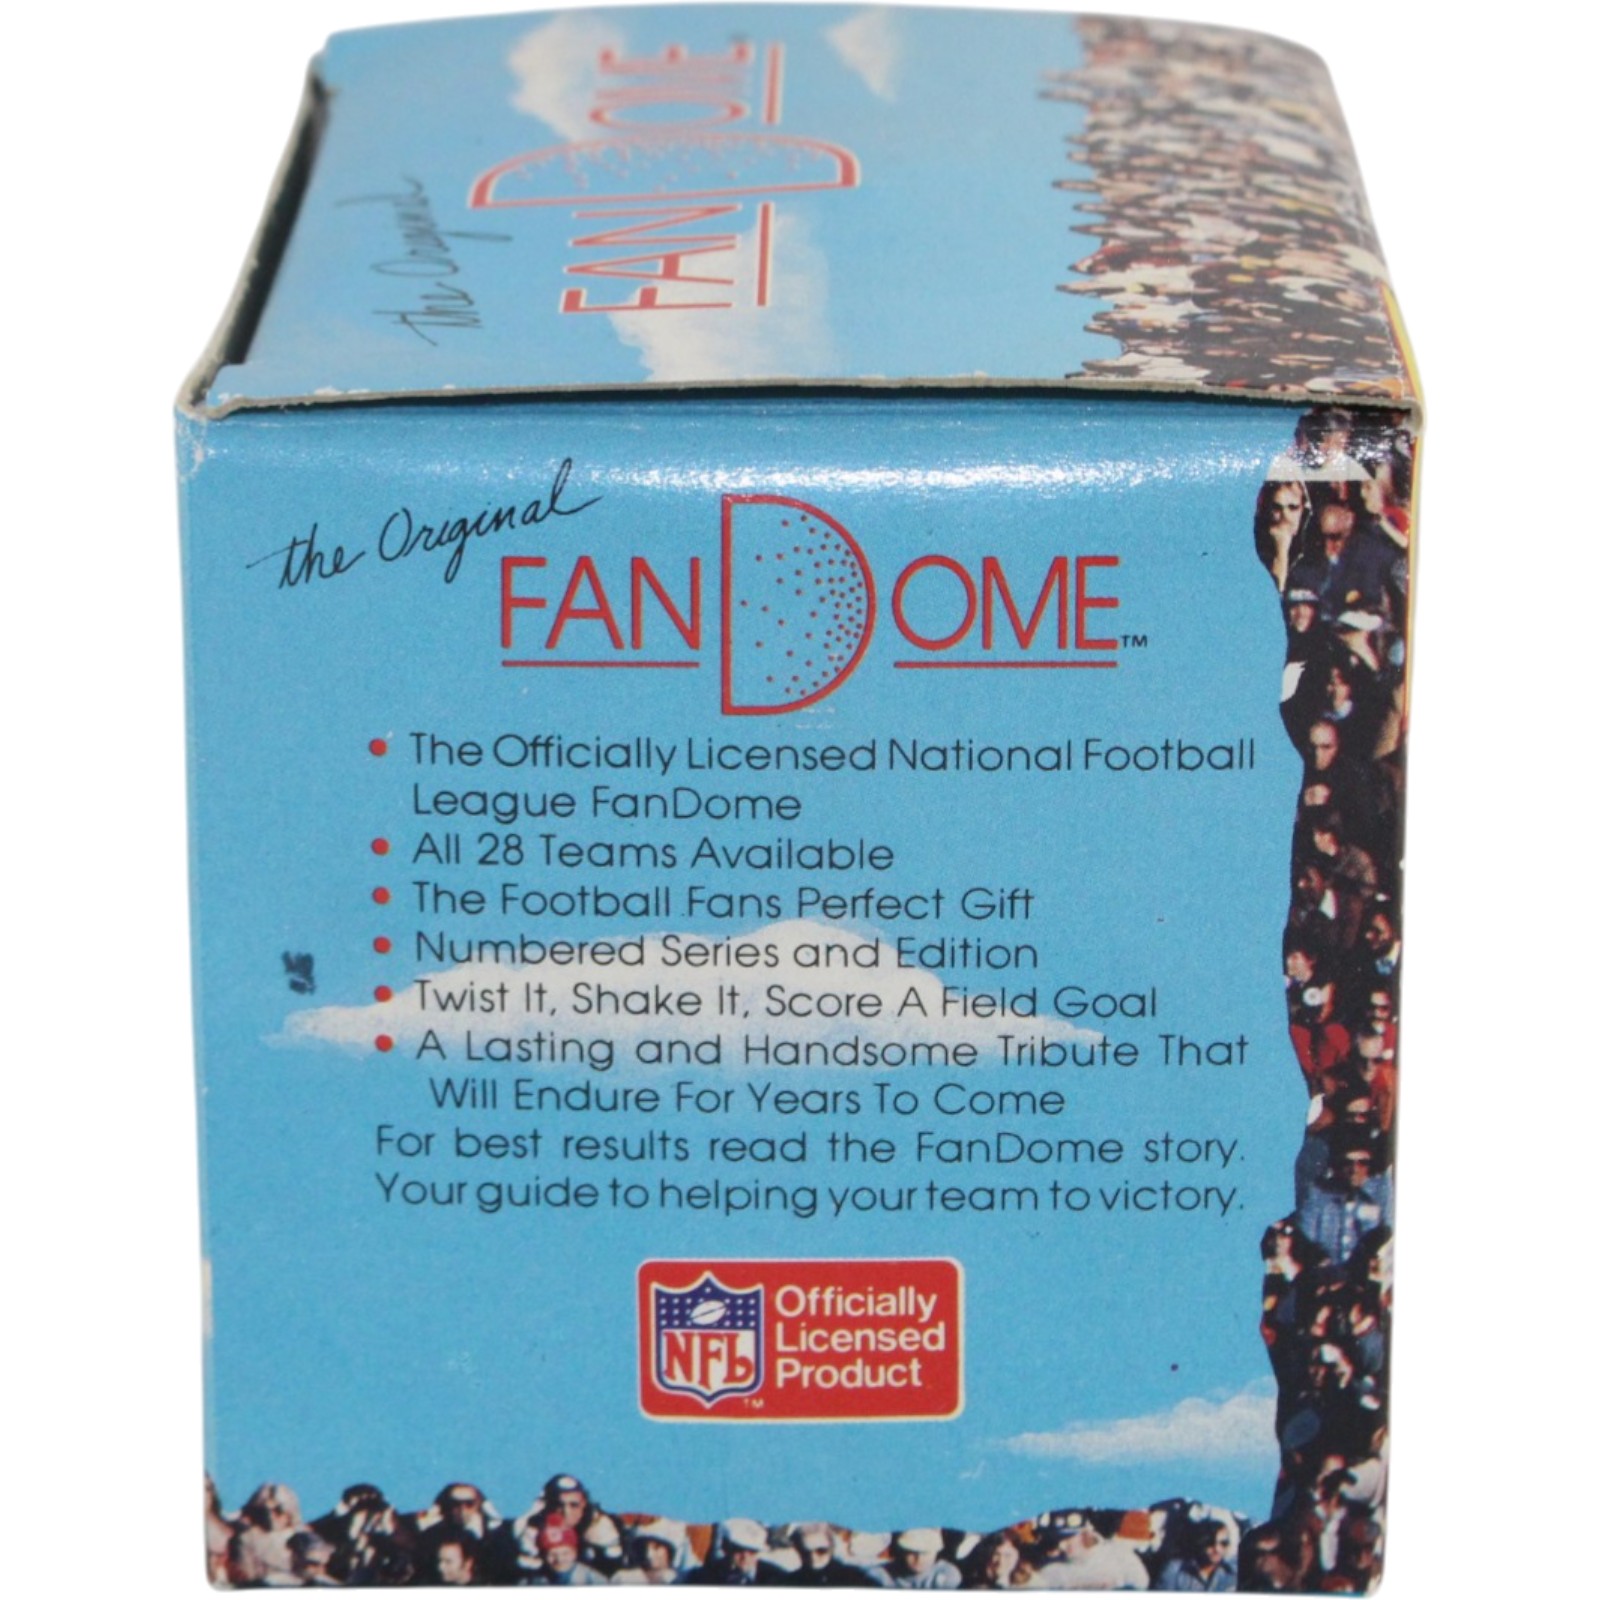 the Original
FANDOME
the Original
FANDOME™
• The Officially Licensed National Football
League FanDome
• All 28 Teams Available
• The Football Fans Perfect Gift
• Numbered Series and Edition
• Twist It, Shake It, Score A Field Goal
• A Lasting and Handsome Tribute That
Will Endure For Years To Come
For best results read the FanDome story.
Your guide to helping your team to victory.
NFL
TM
Officially
Licensed
Product